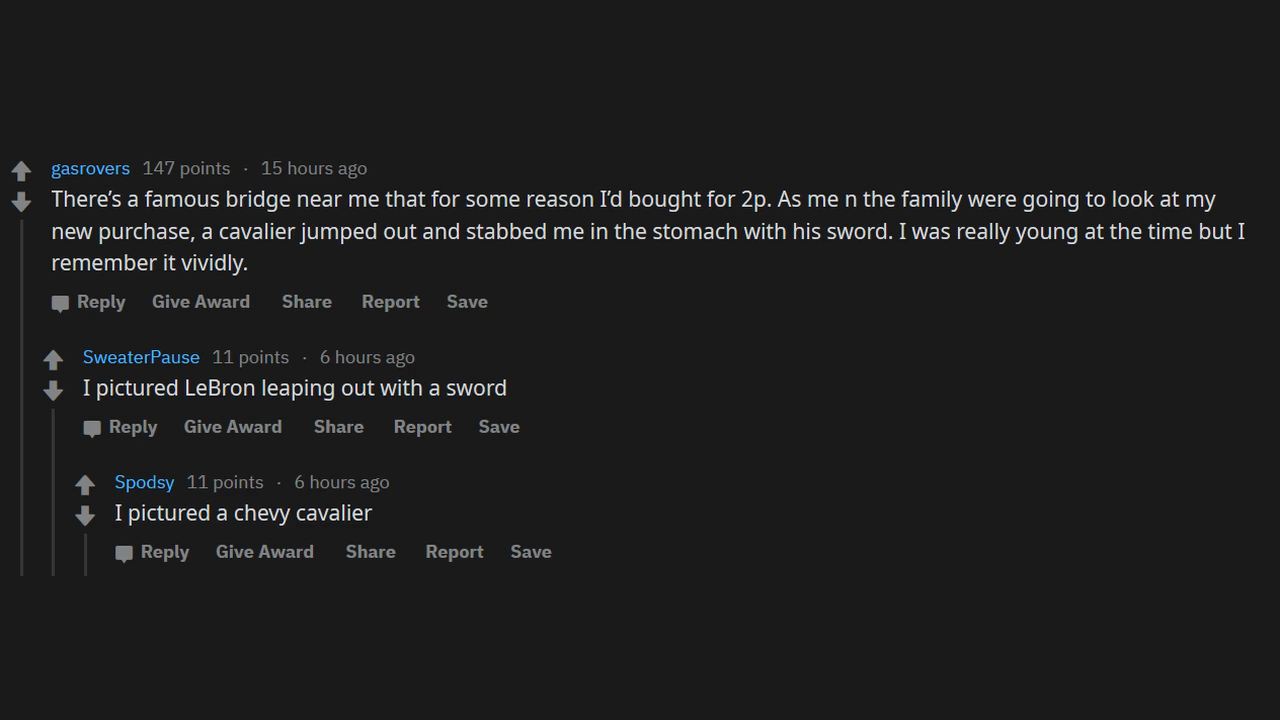 gasrovers 147 points · 15 hours ago
There’s a famous bridge near me that for some reason I’d bought for 2p. As me n the family were going to look at my
new purchase, a cavalier jumped out and stabbed me in the stomach with his sword. I was really young at the time but I
remember it vividly.
Reply Give Award Share Report Save
SweaterPause 11 points · 6 hours ago
I pictured LeBron leaping out with a sword
Reply Give Award Share Report Save
Spodsy 11 points · 6 hours ago
I pictured a chevy cavalier
Reply Give Award Share Report Save